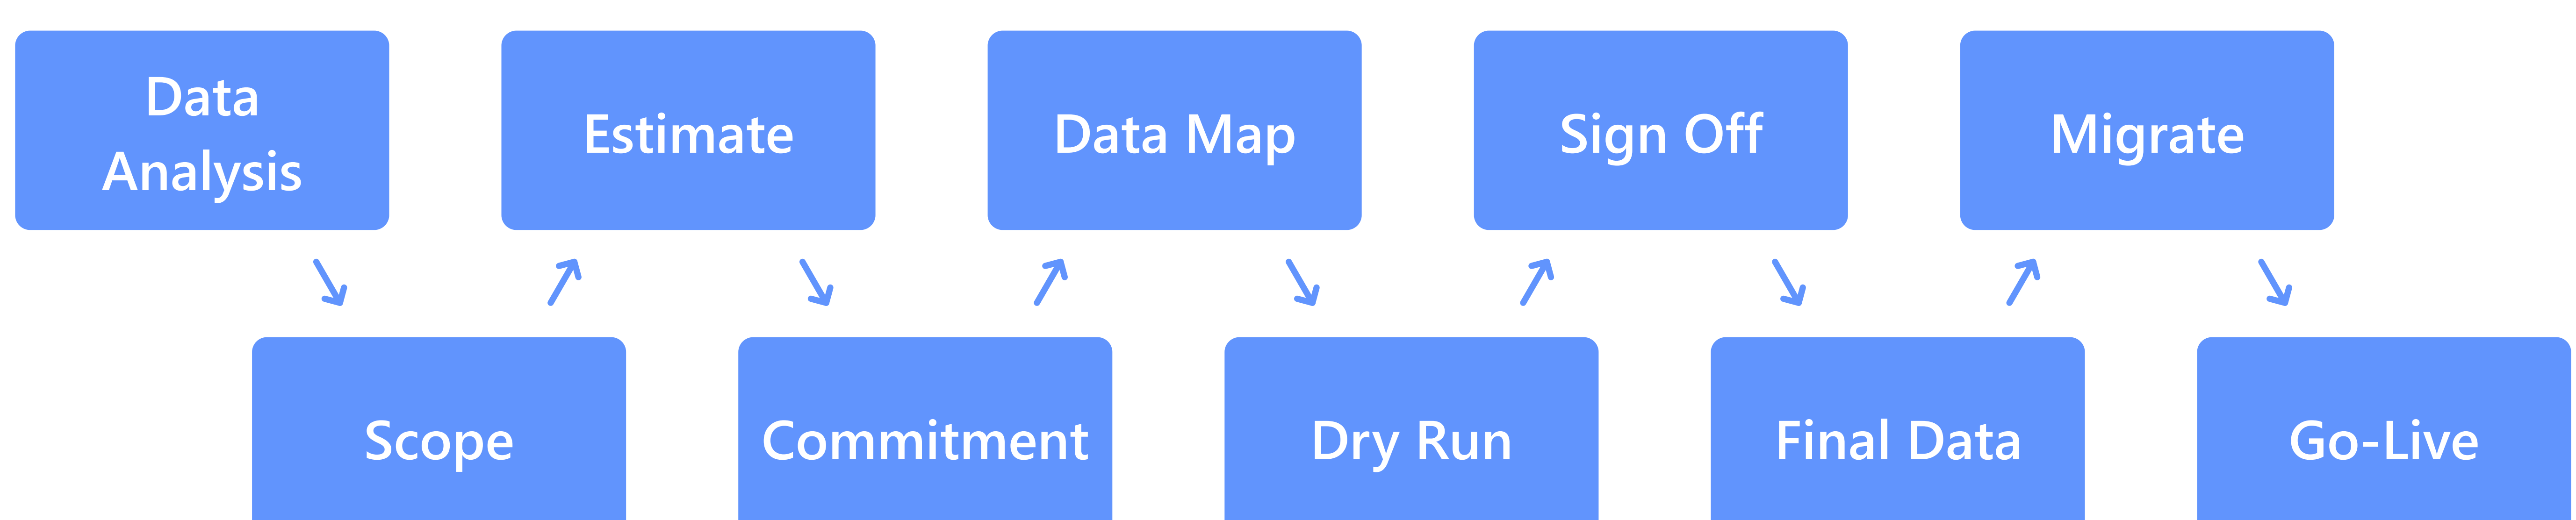 Data
Analysis
Estimate
Data Map
Sign Off
Migrate
Scope
Commitment
Dry Run
Final Data
Go-Live